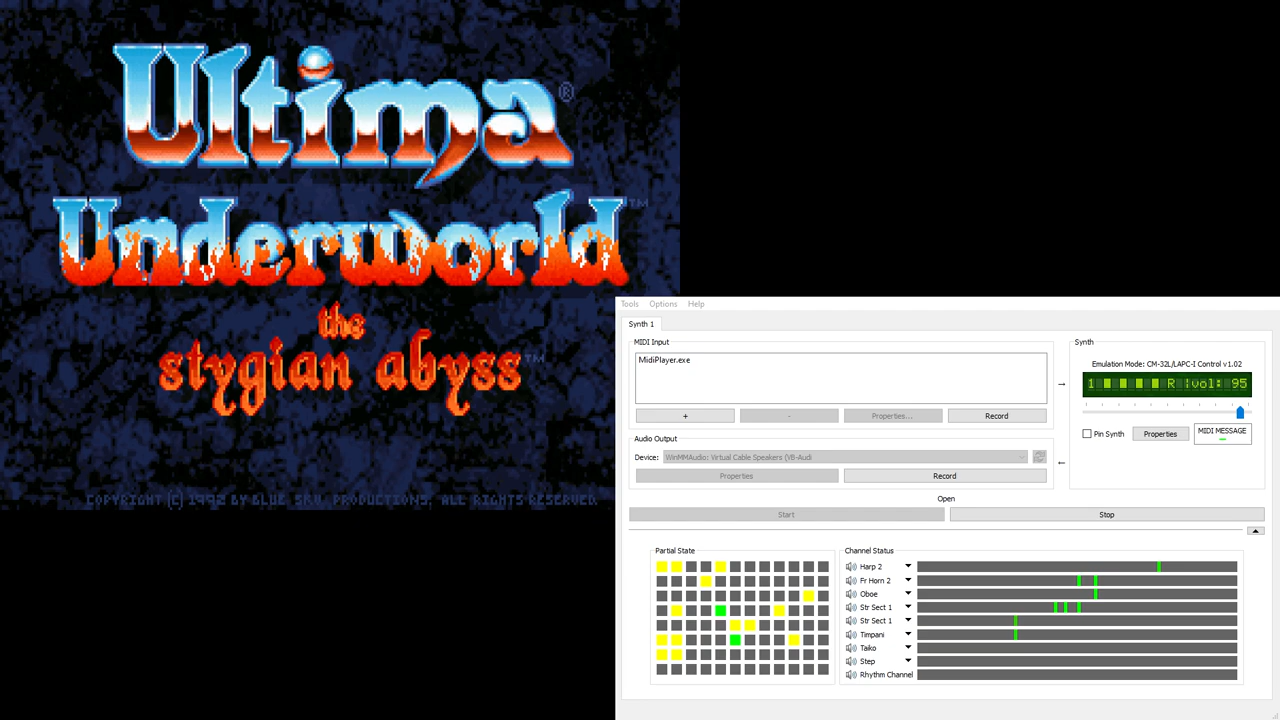 Ultima®
Underworld™
the
stygian abyss™
COPYRIGHT (C) 1992 BY BLUE SKY PRODUCTIONS. ALL RIGHTS RESERVED.
Tools Options Help
Synth 1
MIDI Input
MidiPlayer.exe
+ - Properties... Record
Audio Output
Device: WinMMAudio: Virtual Cable Speakers (VB-Audi
Properties Record
Synth
Emulation Mode: CM-32L/LAPC-I Control v1.02
1 R |vol: 95
Pin Synth Properties MIDI MESSAGE
Open
Start Stop
Partial State
Channel Status
Harp 2
Fr Horn 2
Oboe
Str Sect 1
Str Sect 1
Timpani
Taiko
Step
Rhythm Channel